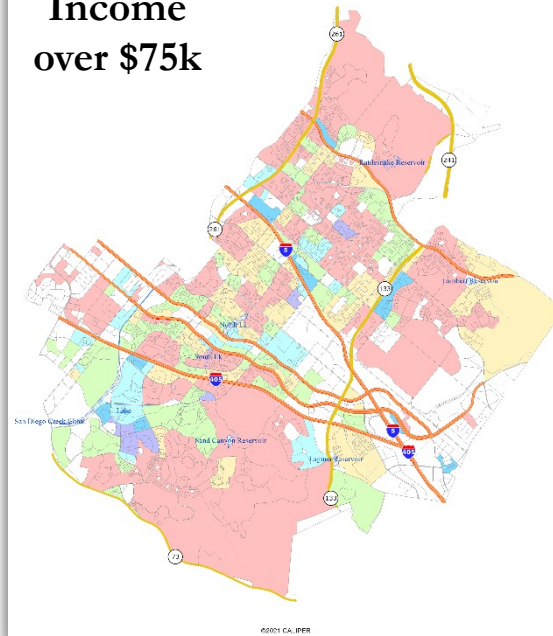 Income
over $75k
261
Rattlesnake Reservoir
241
261
5
133
Lambert Reservoir
North Lk
South Lk
405
Lake
San Diego Creek Chnnl
Sand Canyon Reservoir
5
405
Laguna Reservoir
133
73
©2021 CALIPER